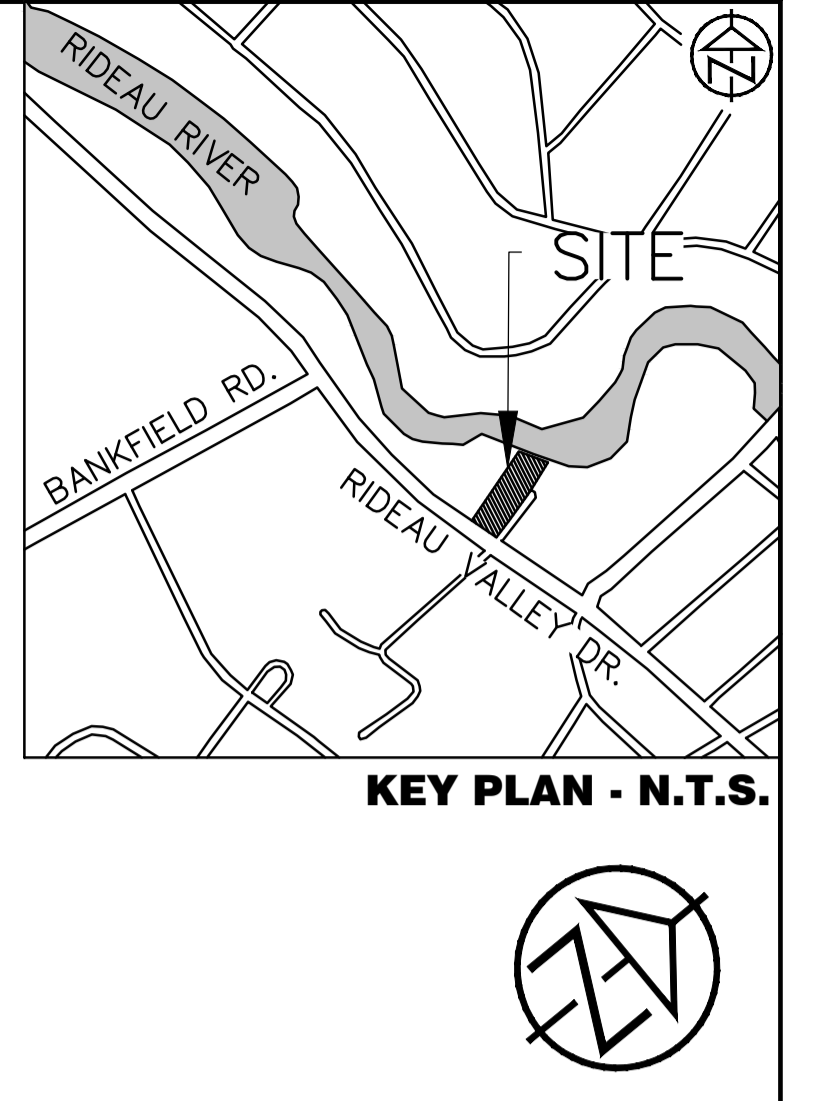 RIDEAU RIVER
N
SITE
BANKFIELD RD.
RIDEAU VALLEY DR.
KEY PLAN - N.T.S.
N